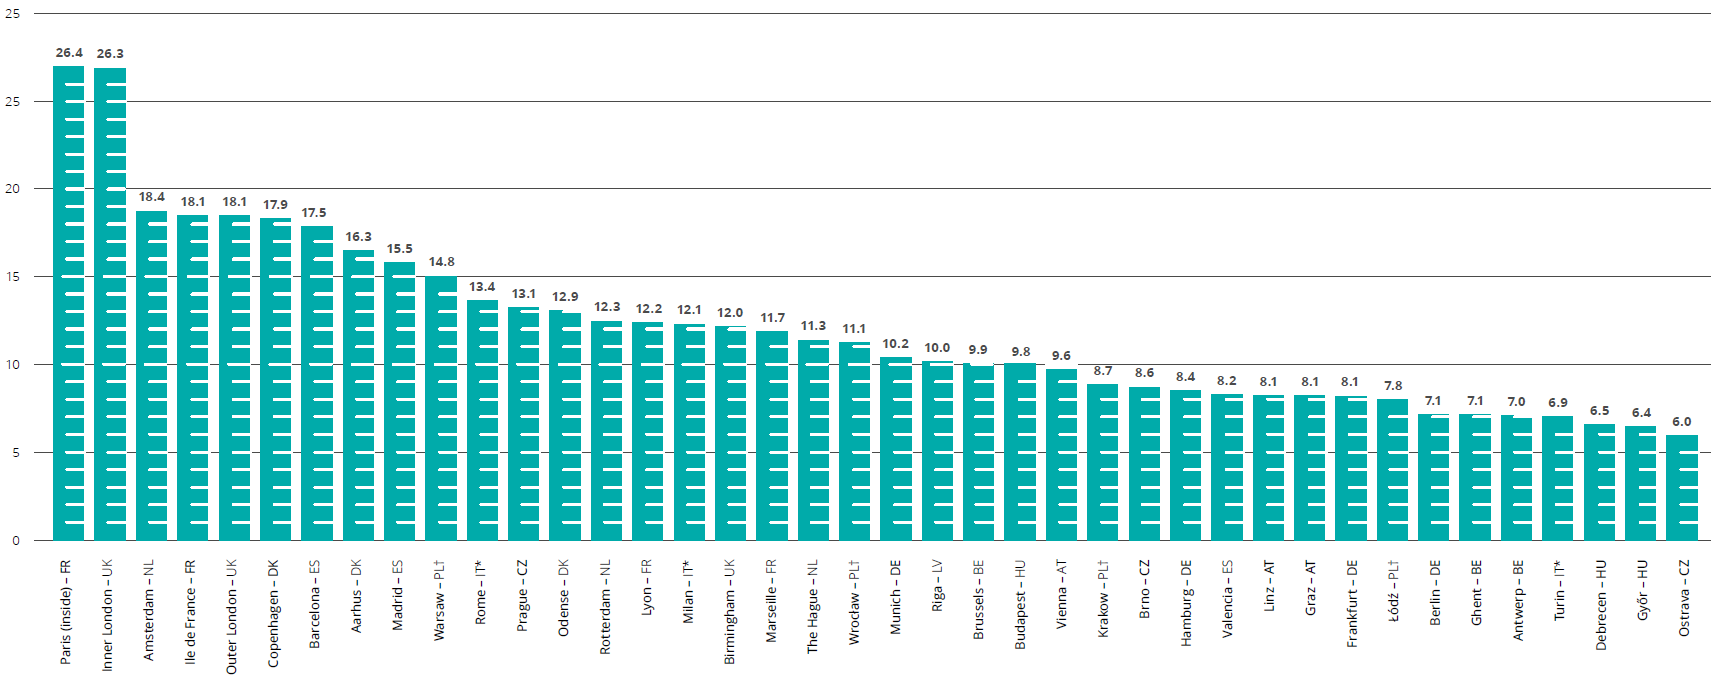 25
25
20
15
10
5
0
26.4
26.3
18.4
18.1
18.1
17.9
17.5
16.3
15.5
14.8
13.4
13.1
12.9
12.3
12.2
12.1
12.0
11.7
11.3
11.1
10.2
10.0
9.9
9.8
9.6
8.7
8.6
8.4
8.2
8.1
8.1
8.1
7.8
7.1
7.1
7.0
6.9
6.5
6.4
6.0
Paris (inside) – FR
Inner London – UK
Amsterdam – NL
Ile de France – FR
Outer London – UK
Copenhagen – DK
Barcelona – ES
Aarhus – DK
Madrid – ES
Warsaw – PL†
Rome – IT*
Prague – CZ
Odense – DK
Rotterdam – NL
Lyon – FR
Milan – IT*
Birmingham – UK
Marseille – FR
The Hague – NL
Wrocław – PL†
Munich – DE
Riga – LV
Brussels – BE
Budapest – HU
Vienna – AT
Krakow – PL†
Brno – CZ
Hamburg – DE
Valencia – ES
Linz – AT
Graz – AT
Frankfurt – DE
Łódź – PL†
Berlin – DE
Ghent – BE
Antwerp – BE
Turin – IT*
Debrecen – HU
Győr – HU
Ostrava – CZ